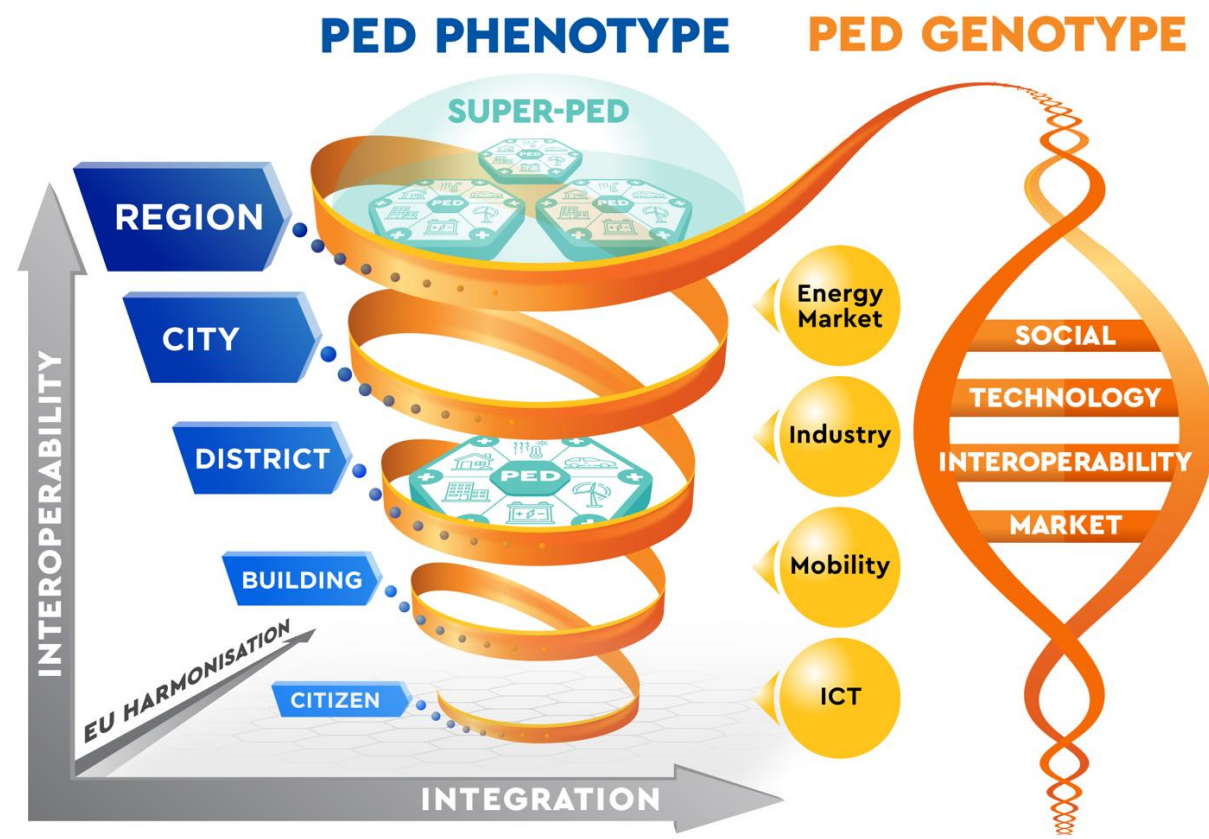 PED PHENOTYPE
PED GENOTYPE
SUPER-PED
PED
PED
PED
REGION
CITY
DISTRICT
PED
BUILDING
CITIZEN
Energy
Market
Industry
Mobility
ICT
SOCIAL
TECHNOLOGY
INTEROPERABILITY
MARKET
INTEROPERABILITY
EU HARMONISATION
INTEGRATION